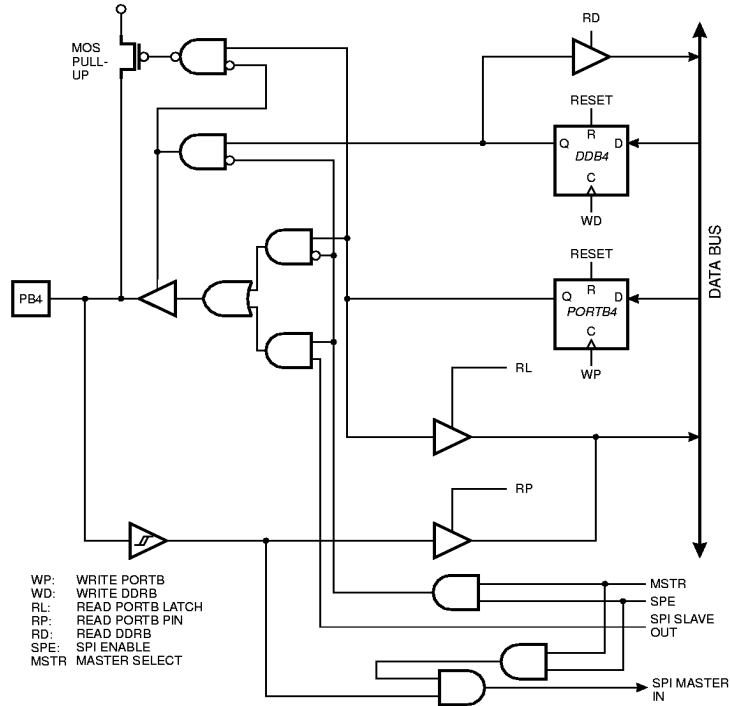 RD
MOS
PULL-
UP
RESET
R
Q
D
DDB4
C
WD
DATA BUS
RESET
R
Q
D
PORTB4
C
WP
PB4
RL
RP
WP: WRITE PORTB
WD: WRITE DDRB
RL: READ PORTB LATCH
RP: READ PORTB PIN
RD: READ DDRB
SPE: SPI ENABLE
MSTR MASTER SELECT
MSTR
SPE
SPI SLAVE
OUT
SPI MASTER
IN